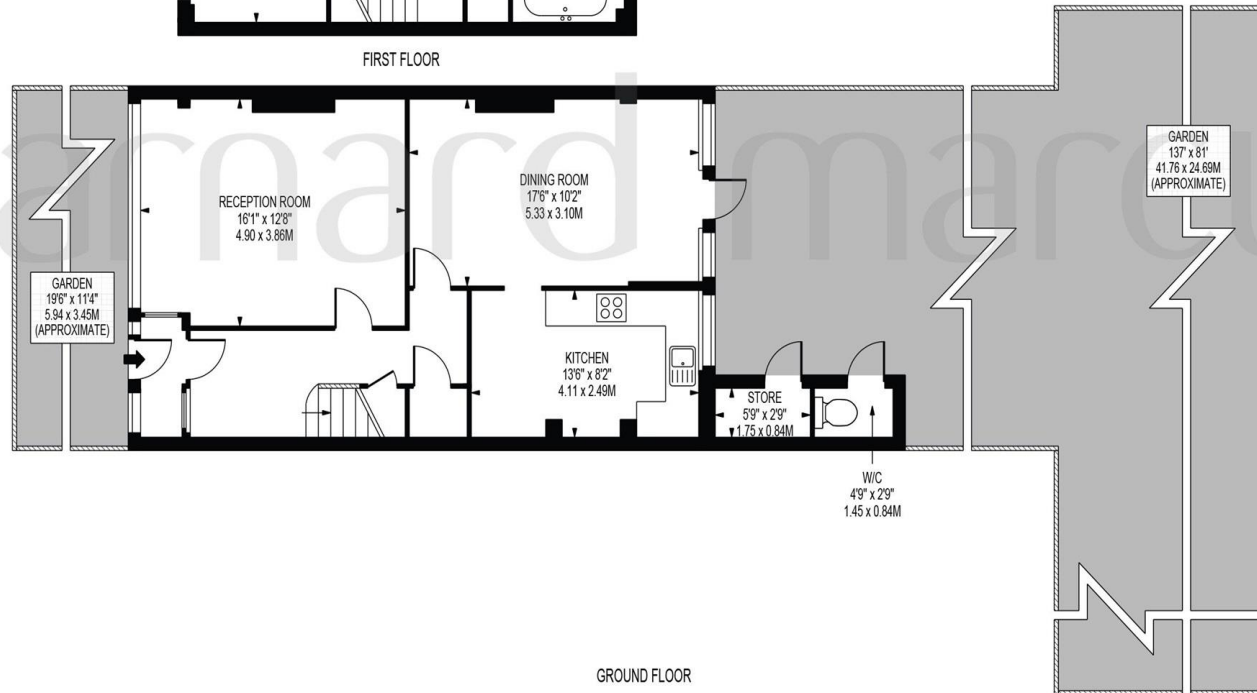 FIRST FLOOR
RECEPTION ROOM
16'1" x 12'8"
4.90 x 3.86M
DINING ROOM
17'6" x 10'2"
5.33 x 3.10M
GARDEN
137' x 81'
41.76 x 24.69M
(APPROXIMATE)
GARDEN
19'6" x 11'4"
5.94 x 3.45M
(APPROXIMATE)
KITCHEN
13'6" x 8'2"
4.11 x 2.49M
STORE
5'9" x 2'9"
1.75 x 0.84M
W/C
4'9" x 2'9"
1.45 x 0.84M
GROUND FLOOR
arnard marcu